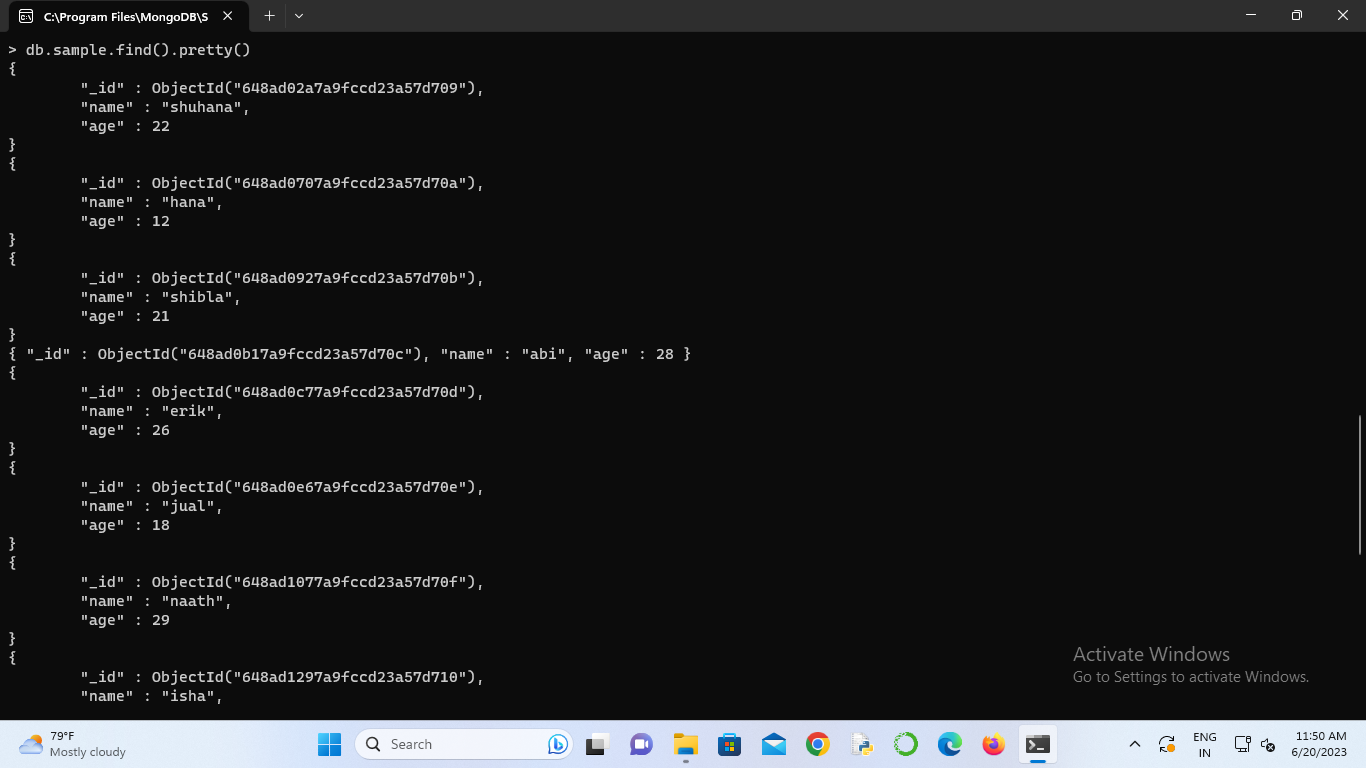 C:\Program Files\MongoDB\S
> db.sample.find().pretty()
{
"_id" : ObjectId("648ad02a7a9fccd23a57d709"),
"name" : "shuhana",
"age" : 22
}
{
"_id" : ObjectId("648ad0707a9fccd23a57d70a"),
"name" : "hana",
"age" : 12
}
{
"_id" : ObjectId("648ad0927a9fccd23a57d70b"),
"name" : "shibla",
"age" : 21
}
{ "_id" : ObjectId("648ad0b17a9fccd23a57d70c"), "name" : "abi", "age" : 28 }
{
"_id" : ObjectId("648ad0c77a9fccd23a57d70d"),
"name" : "erik",
"age" : 26
}
{
"_id" : ObjectId("648ad0e67a9fccd23a57d70e"),
"name" : "jual",
"age" : 18
}
{
"_id" : ObjectId("648ad1077a9fccd23a57d70f"),
"name" : "naath",
"age" : 29
}
{
"_id" : ObjectId("648ad1297a9fccd23a57d710"),
"name" : "isha",
Activate Windows
Go to Settings to activate Windows.
79°F
Mostly cloudy
Search
ENG
IN
11:50 AM
6/20/2023